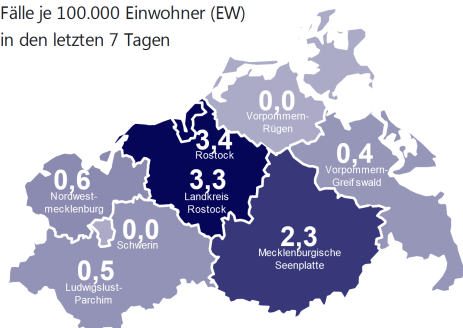 Fälle je 100.000 Einwohner (EW)
in den letzten 7 Tagen
0,0
Vorpommern-
Rügen
3,4
Rostock
3,3
Landkreis
Rostock
0,4
Vorpommern-
Greifswald
0,6
Nordwest-
mecklenburg
0,0
Schwerin
2,3
Mecklenburgische
Seenplatte
0,5
Ludwigslust-
Parchim